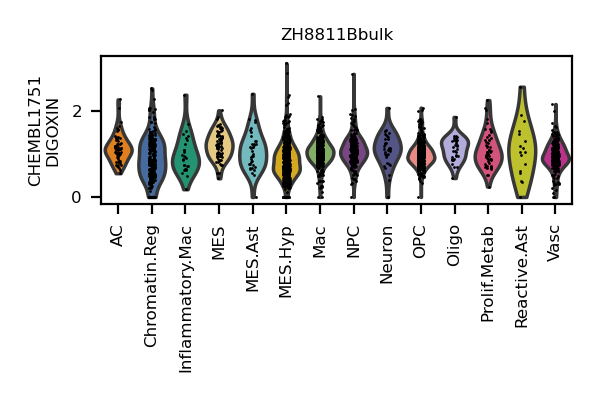 ZH8811Bbulk
CHEMBL1751
DIGOXIN
2
0
AC
Chromatin.Reg
Inflammatory.Mac
MES
MES.Ast
MES.Hyp
Mac
NPC
Neuron
OPC
Oligo
Prolif.Metab
Reactive.Ast
Vasc